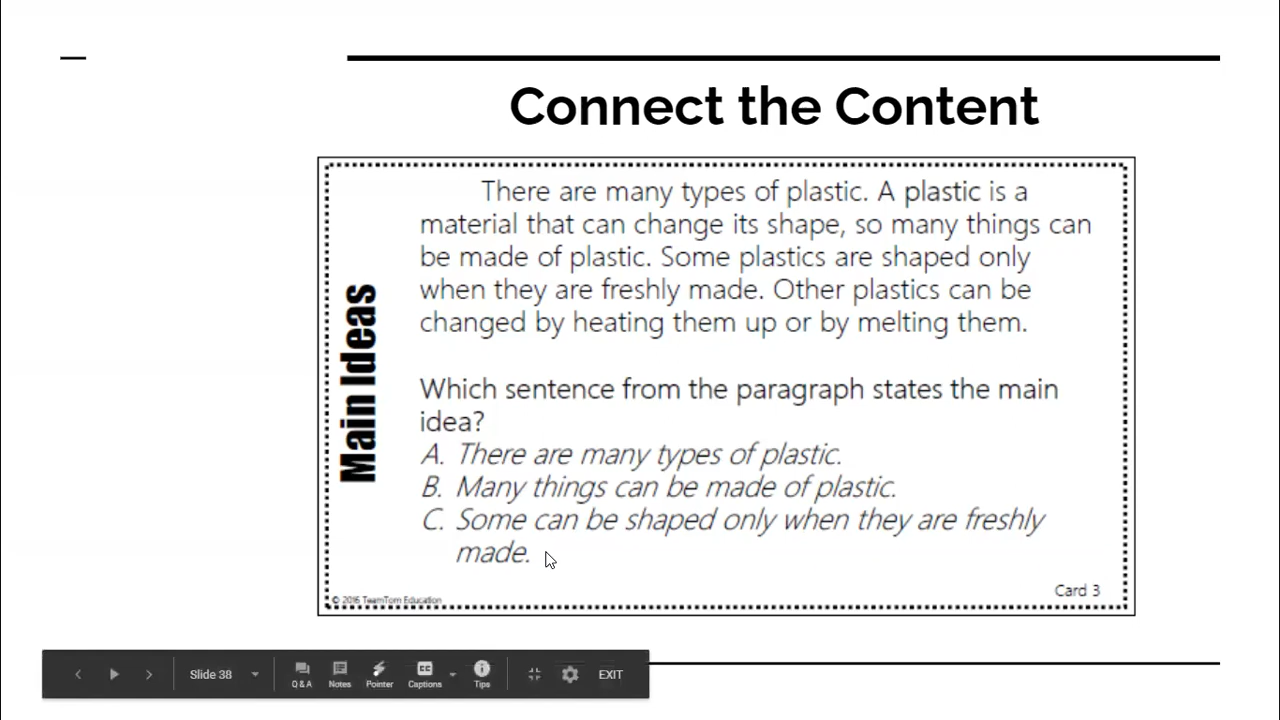 Connect the Content
There are many types of plastic. A plastic is a
material that can change its shape, so many things can
be made of plastic. Some plastics are shaped only
when they are freshly made. Other plastics can be
changed by heating them up or by melting them.
Main Ideas
Which sentence from the paragraph states the main
idea?
A. There are many types of plastic.
B. Many things can be made of plastic.
C. Some can be shaped only when they are freshly
made.
© 2016 TeamTom Education
Card 3
Slide 38
Q & A
Notes
Pointer
CC
Captions
Tips
EXIT